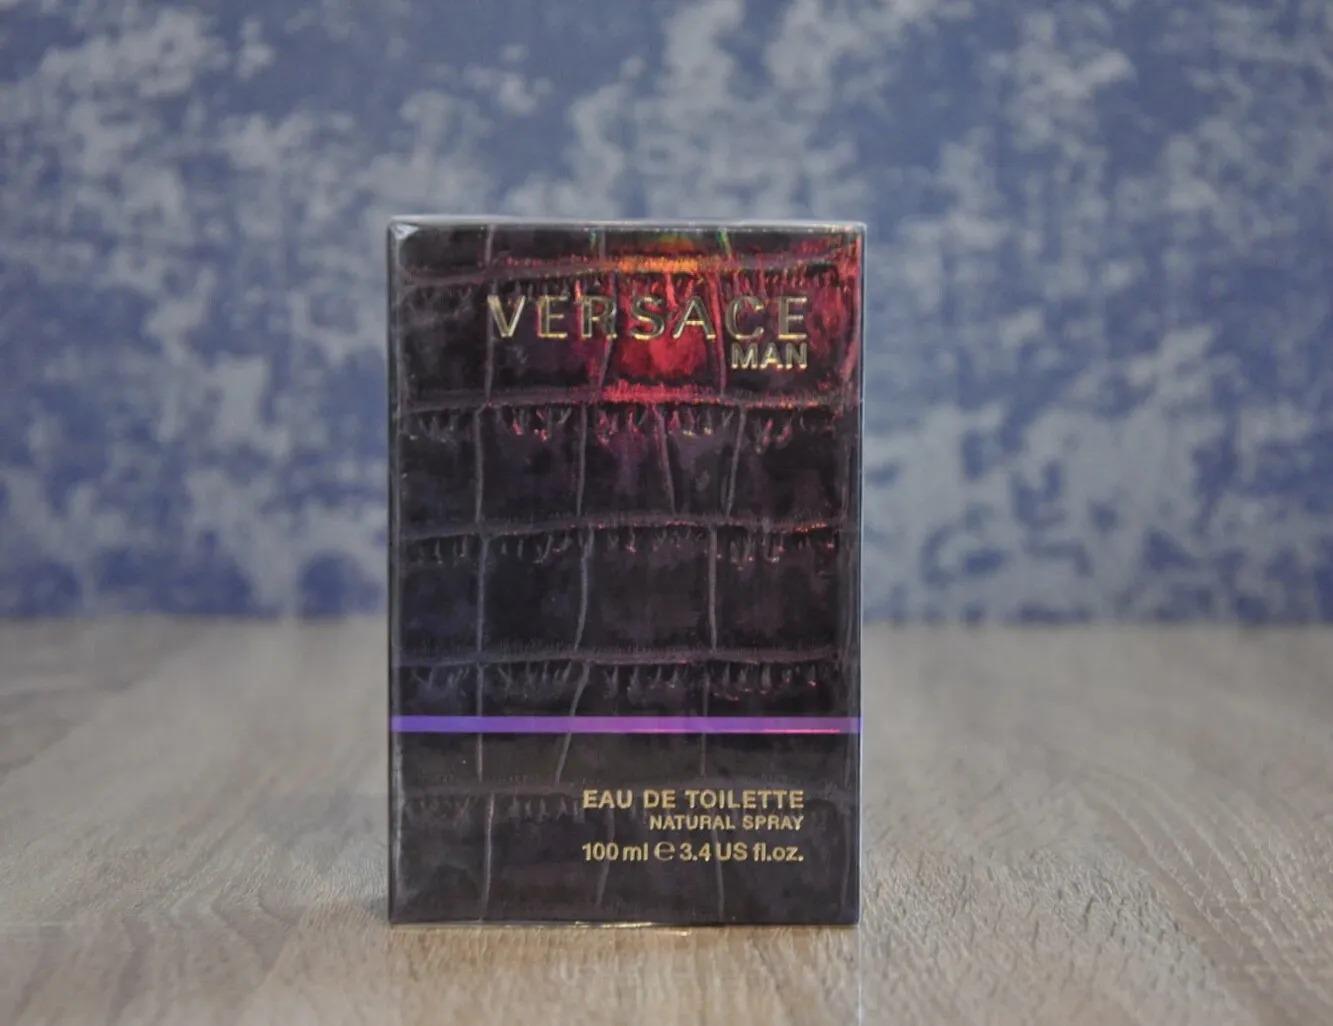 VERSACE
MAN
EAU DE TOILETTE
NATURAL SPRAY
100 ml ℮ 3.4 US fl.oz.